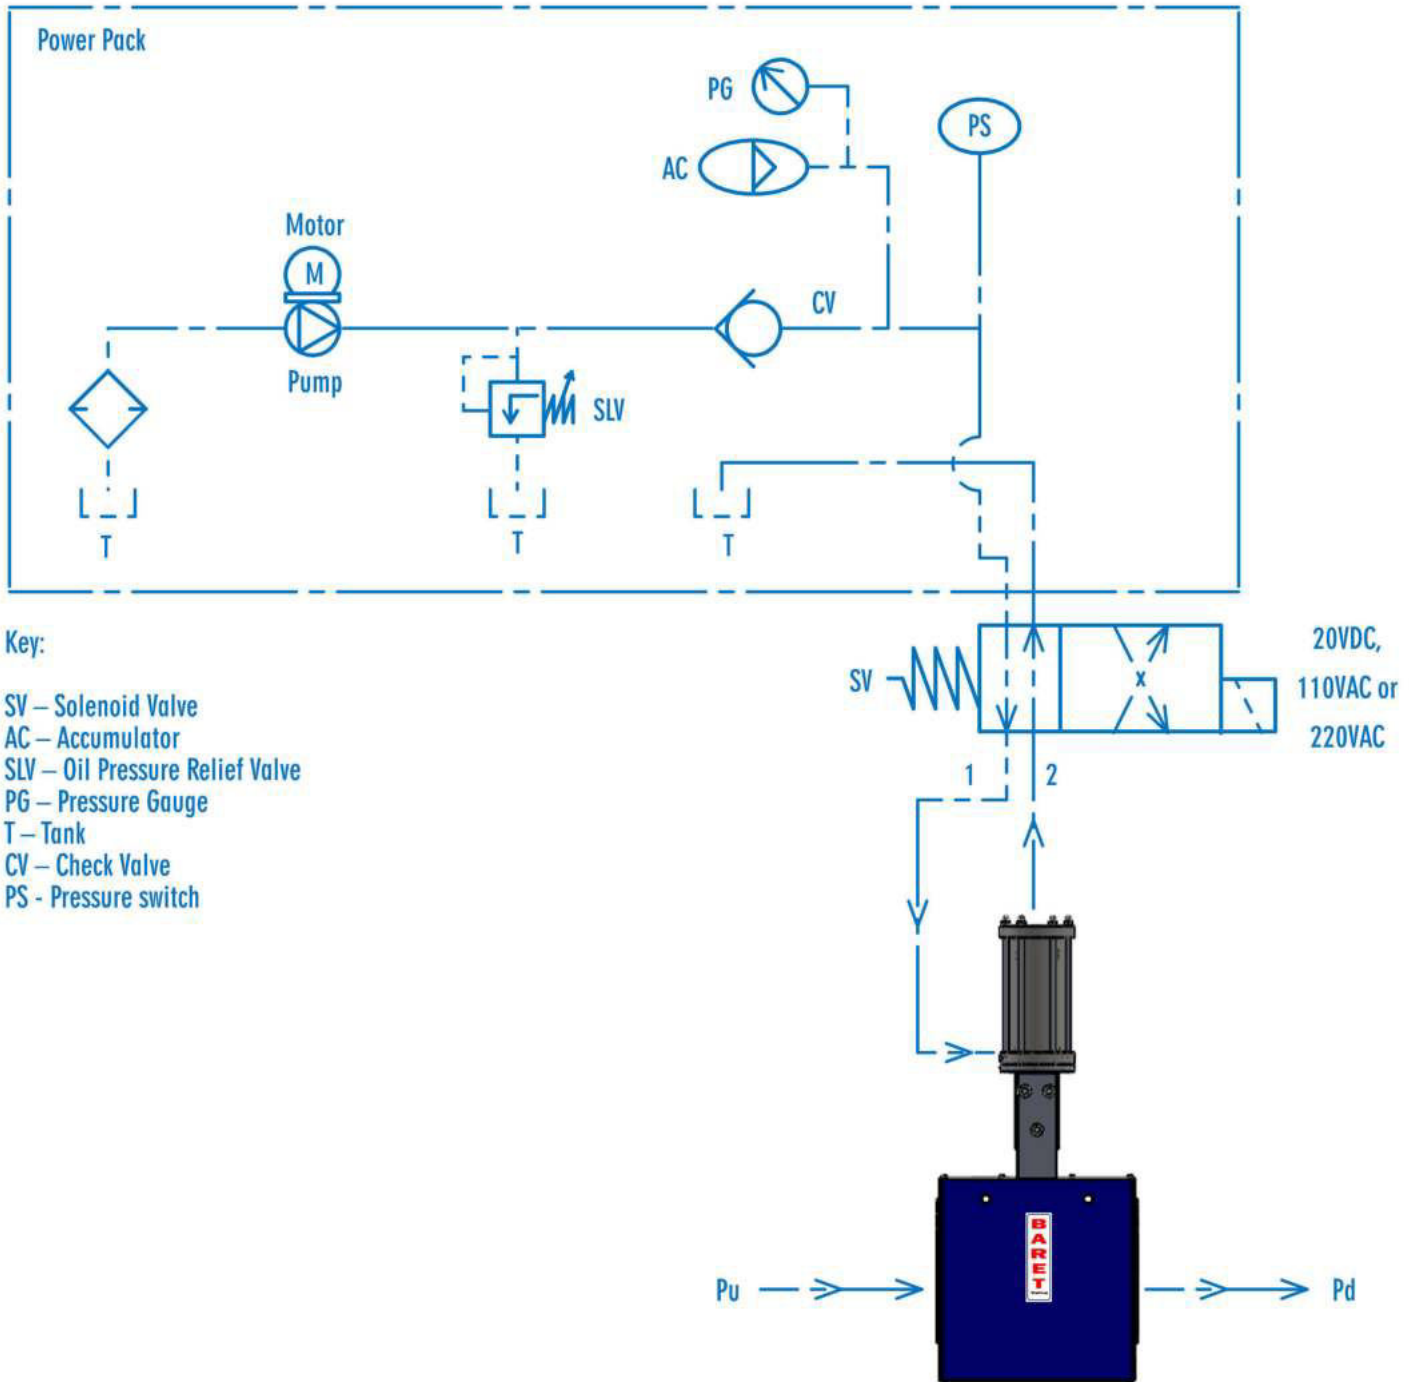 Power Pack
PG
PS
AC
Motor
M
CV
Pump
SLV
T
T
T
Key:
SV – Solenoid Valve
AC – Accumulator
SLV – Oil Pressure Relief Valve
PG – Pressure Gauge
T – Tank
CV – Check Valve
PS - Pressure switch
SV
x
20VDC,
110VAC or
220VAC
1
2
BARET
Pu
Pd